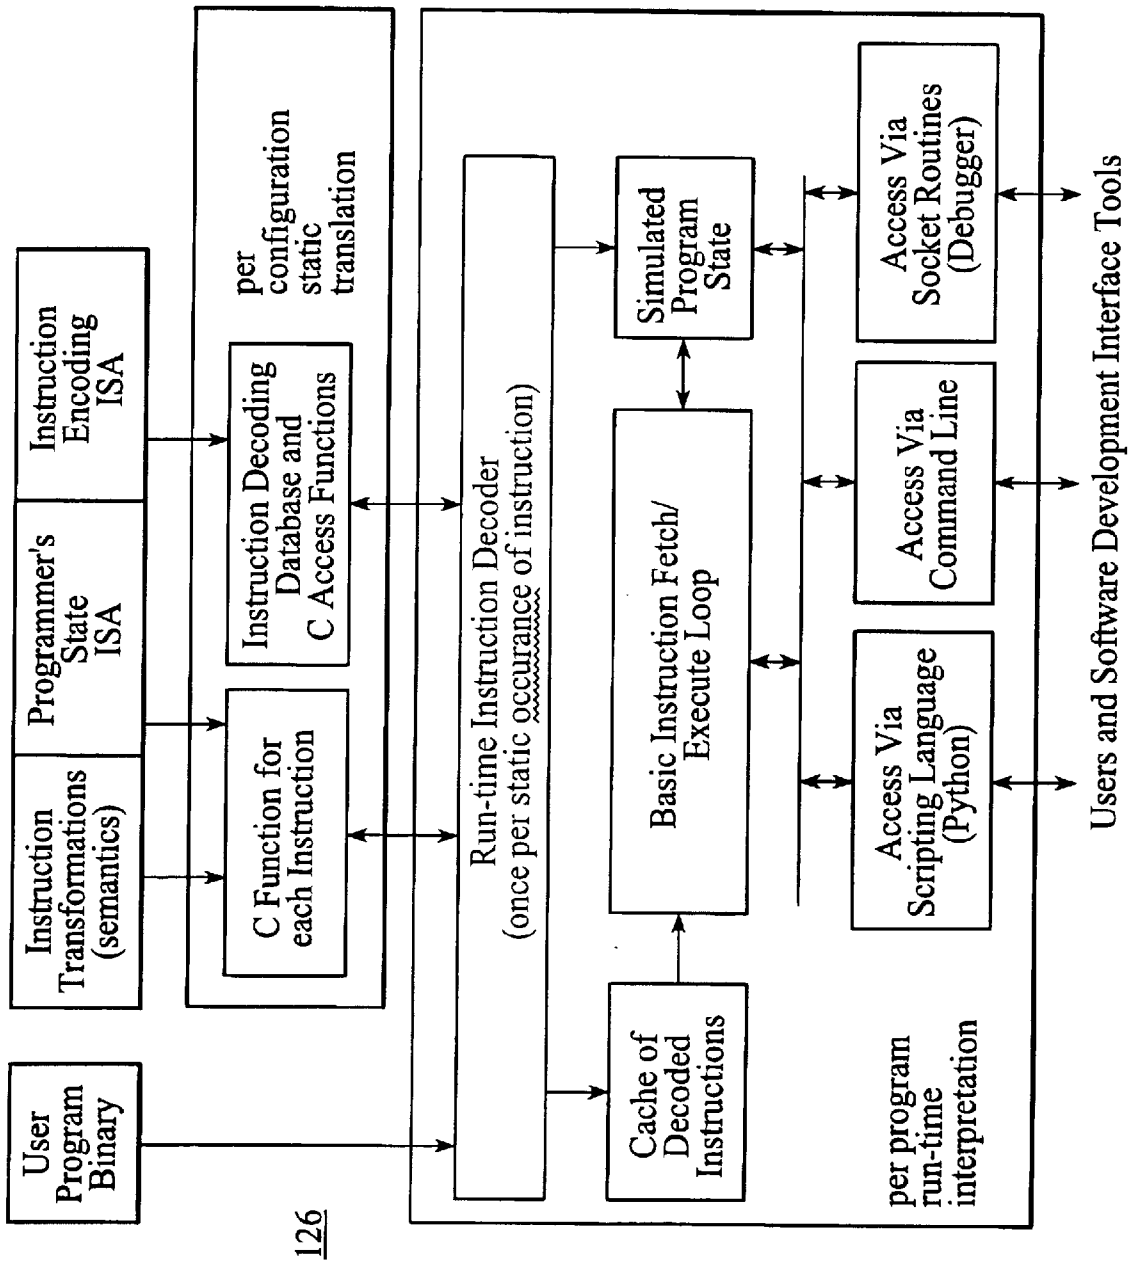 User
Program
Binary
Instruction
Transformations
(semantics)
Programmer's
State
ISA
Instruction
Encoding
ISA
126
C Function for
each Instruction
Instruction Decoding
Database and
C Access Functions
per
configuration
static
translation
Run-time Instruction Decoder
(once per static occurance of instruction)
Cache of
Decoded
Instructions
Basic Instruction Fetch/
Execute Loop
Simulated
Program
State
per program
run-time
interpretation
Access Via
Scripting Language
(Python)
Access Via
Command Line
Access Via
Socket Routines
(Debugger)
Users and Software Development Interface Tools